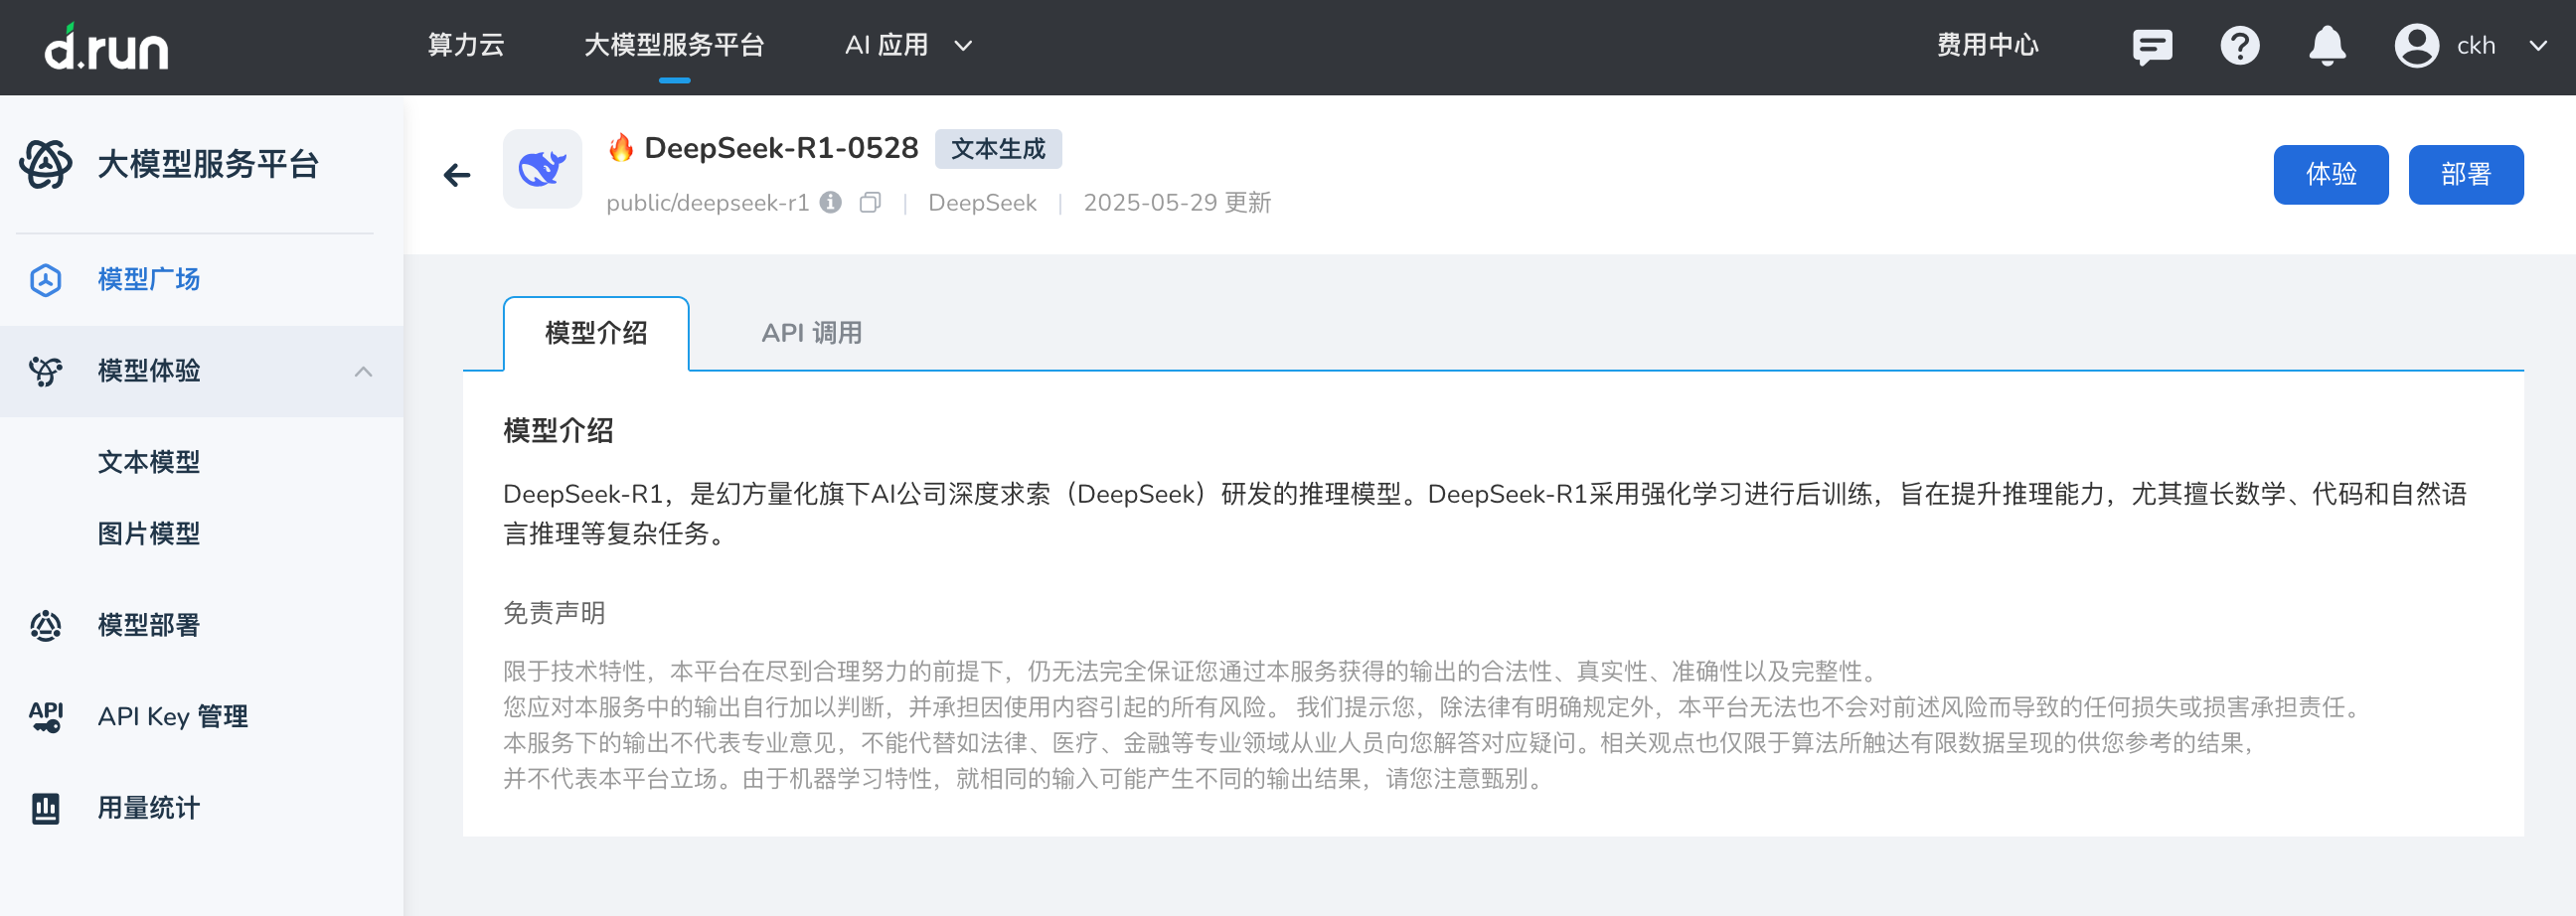 d.run
算力云
大模型服务平台
AI 应用
费用中心
ckh
大模型服务平台
模型广场
模型体验
文本模型
图片模型
模型部署
API Key 管理
用量统计
DeepSeek-R1-0528 文本生成
public/deepseek-r1 | DeepSeek | 2025-05-29 更新
体验
部署
模型介绍
API 调用
模型介绍
DeepSeek-R1，是幻方量化旗下AI公司深度求索（DeepSeek）研发的推理模型。DeepSeek-R1采用强化学习进行后训练，旨在提升推理能力，尤其擅长数学、代码和自然语
言推理等复杂任务。
免责声明
限于技术特性，本平台在尽到合理努力的前提下，仍无法完全保证您通过本服务获得的输出的合法性、真实性、准确性以及完整性。
您应对本服务中的输出自行加以判断，并承担因使用内容引起的所有风险。 我们提示您，除法律有明确规定外，本平台无法也不会对前述风险而导致的任何损失或损害承担责任。
本服务下的输出不代表专业意见，不能代替如法律、医疗、金融等专业领域从业人员向您解答对应疑问。相关观点也仅限于算法所触达有限数据呈现的供您参考的结果，
并不代表本平台立场。由于机器学习特性，就相同的输入可能产生不同的输出结果，请您注意甄别。